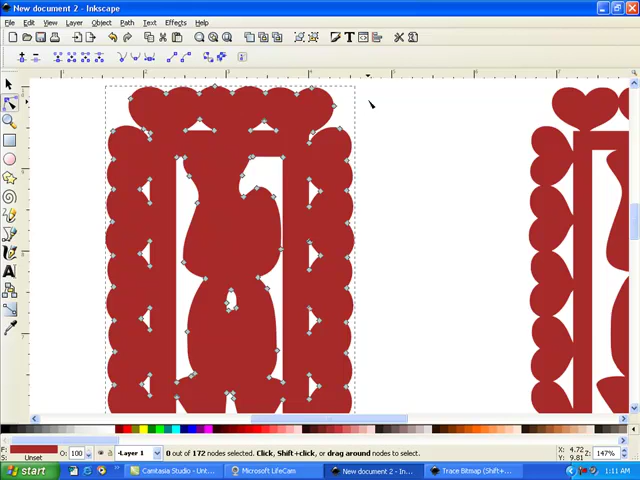 New document 2 - Inkscape
File Edit View Layer Object Path Text Effects Help
F:
S: Unset
O: 100
Layer 1
0 out of 172 nodes selected. Click, Shift+click, or drag around nodes to select.
X: 4.72
Y: 9.81
Z: 147%
start
Camtasia Studio - Unt...
Microsoft LifeCam
New document 2 - In...
Trace Bitmap (Shift+...
1:11 AM